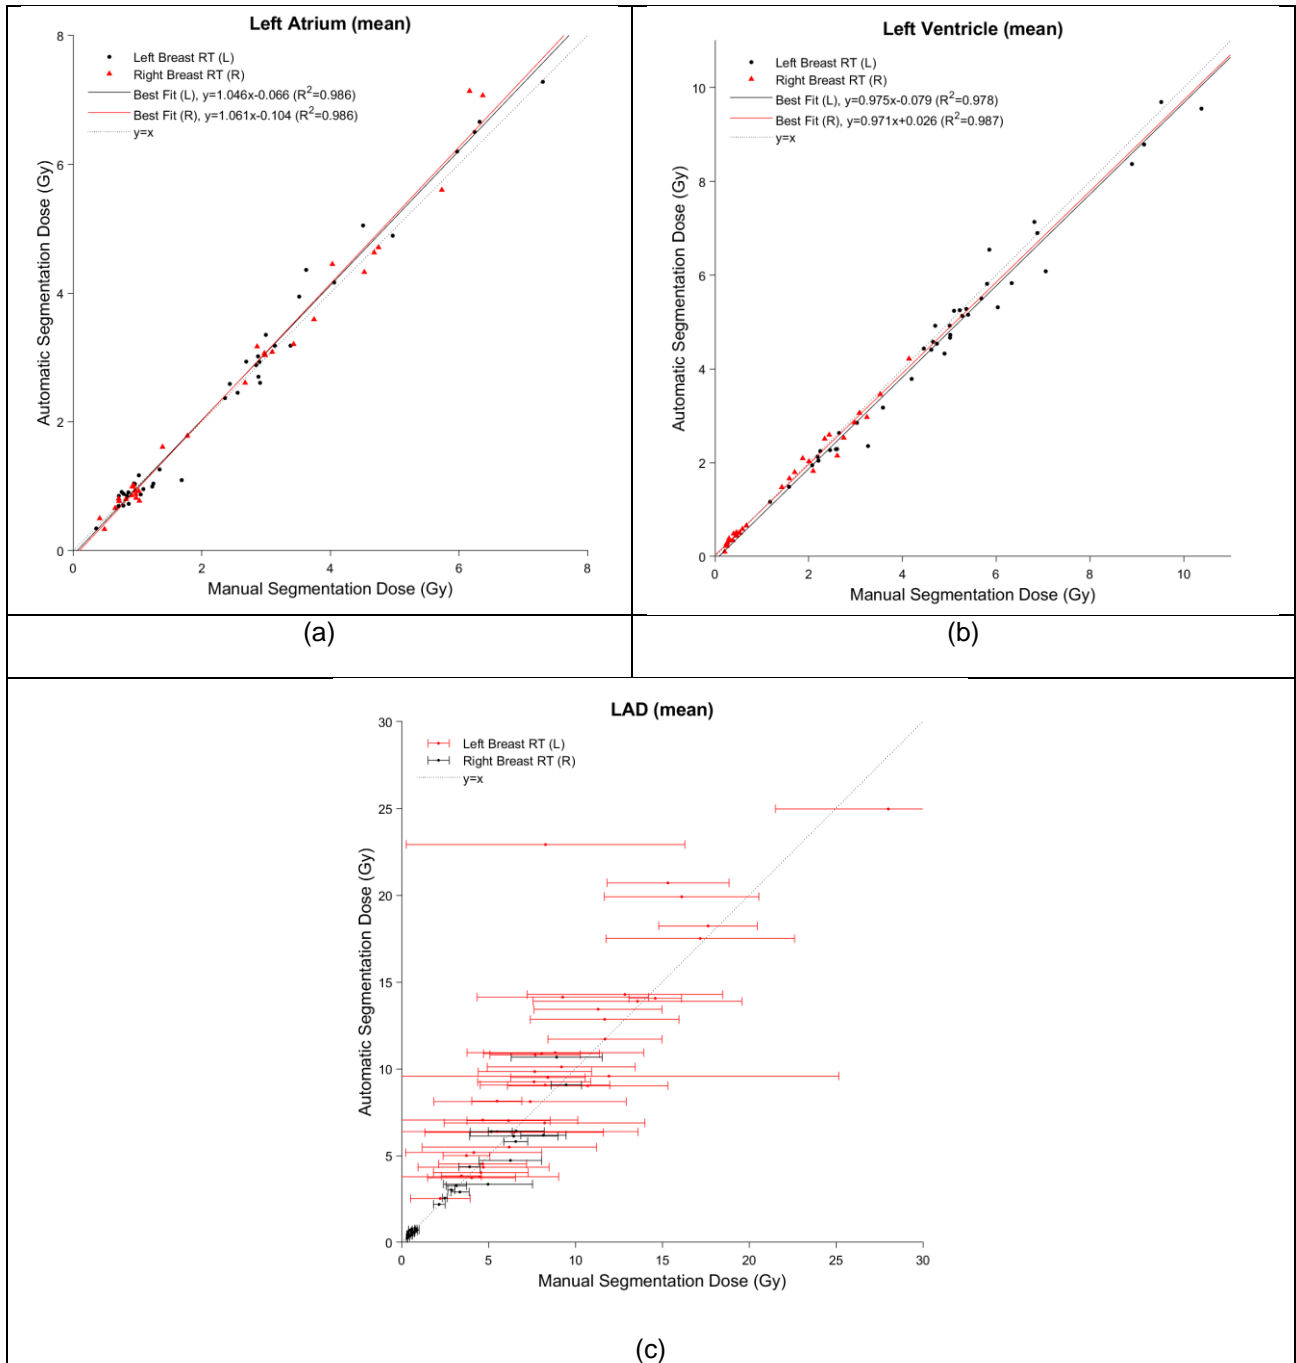 Left Atrium (mean)
Left Breast RT (L)
Right Breast RT (R)
Best Fit (L), y=1.046x-0.066 (R²=0.986)
Best Fit (R), y=1.061x-0.104 (R²=0.986)
y=x
Automatic Segmentation Dose (Gy)
8
6
4
2
0
0 2 4 6 8
Manual Segmentation Dose (Gy)
(a)
Left Ventricle (mean)
Left Breast RT (L)
Right Breast RT (R)
Best Fit (L), y=0.975x-0.079 (R²=0.978)
Best Fit (R), y=0.971x+0.026 (R²=0.987)
y=x
Automatic Segmentation Dose (Gy)
10
8
6
4
2
0
0 2 4 6 8 10
Manual Segmentation Dose (Gy)
(b)
LAD (mean)
Left Breast RT (L)
Right Breast RT (R)
y=x
Automatic Segmentation Dose (Gy)
30
25
20
15
10
5
0
0 5 10 15 20 25 30
Manual Segmentation Dose (Gy)
(c)